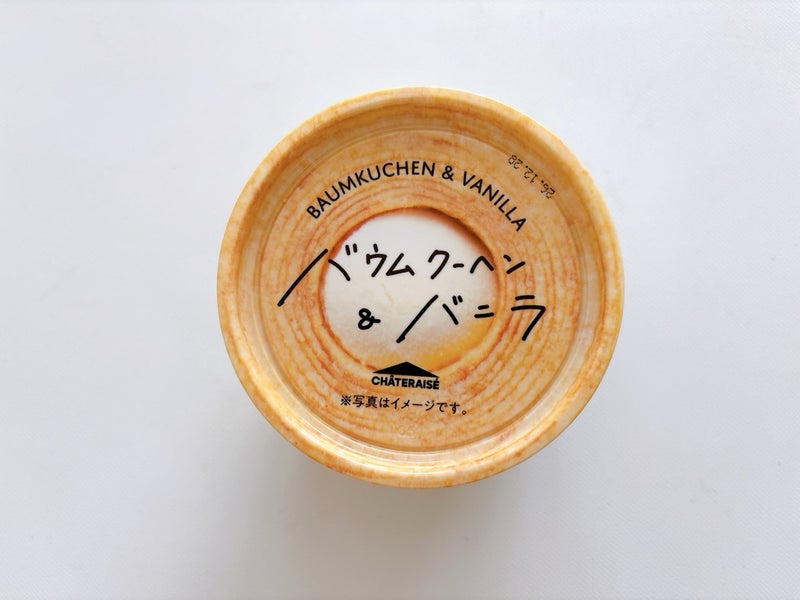 26.12.28
BAUMKUCHEN & VANILLA
バウムクーヘン
& バニラ
CHÂTERAISÉ
※写真はイメージです。